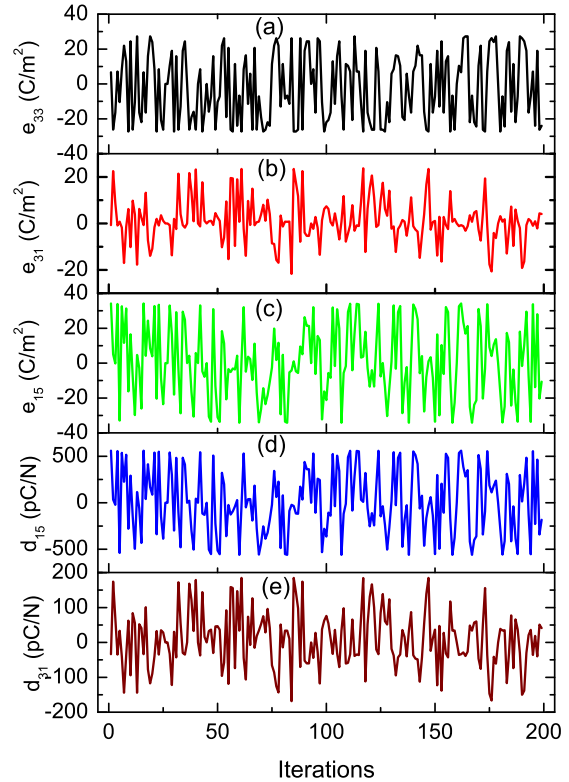 (a)
40
20
0
-20
-40
e₃₃ (C/m²)
(b)
20
0
-20
e₃₁ (C/m²)
(c)
40
20
0
-20
-40
e₁₅ (C/m²)
(d)
500
0
-500
d₁₅ (pC/N)
(e)
200
100
0
-100
-200
d₃₁ (pC/N)
0 50 100 150 200
Iterations